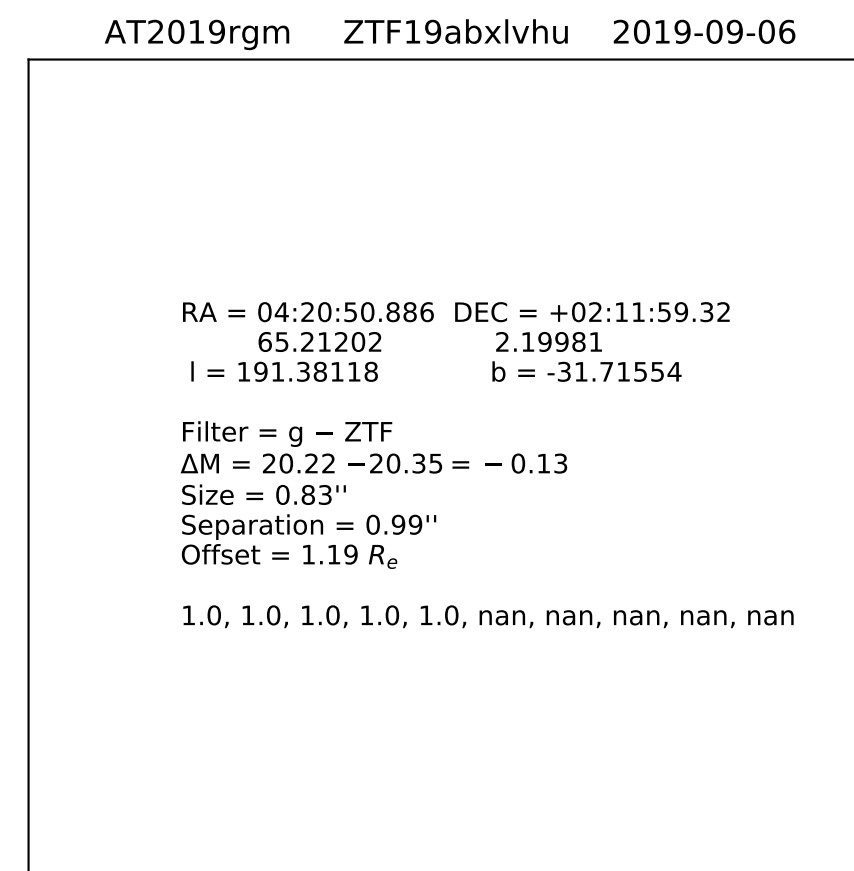 AT2019rgm ZTF19abxlvhu 2019-09-06
RA = 04:20:50.886 DEC = +02:11:59.32
65.21202 2.19981
l = 191.38118 b = -31.71554
Filter = g − ZTF
ΔM = 20.22 −20.35 = − 0.13
Size = 0.83''
Separation = 0.99''
Offset = 1.19 Re
1.0, 1.0, 1.0, 1.0, 1.0, nan, nan, nan, nan, nan